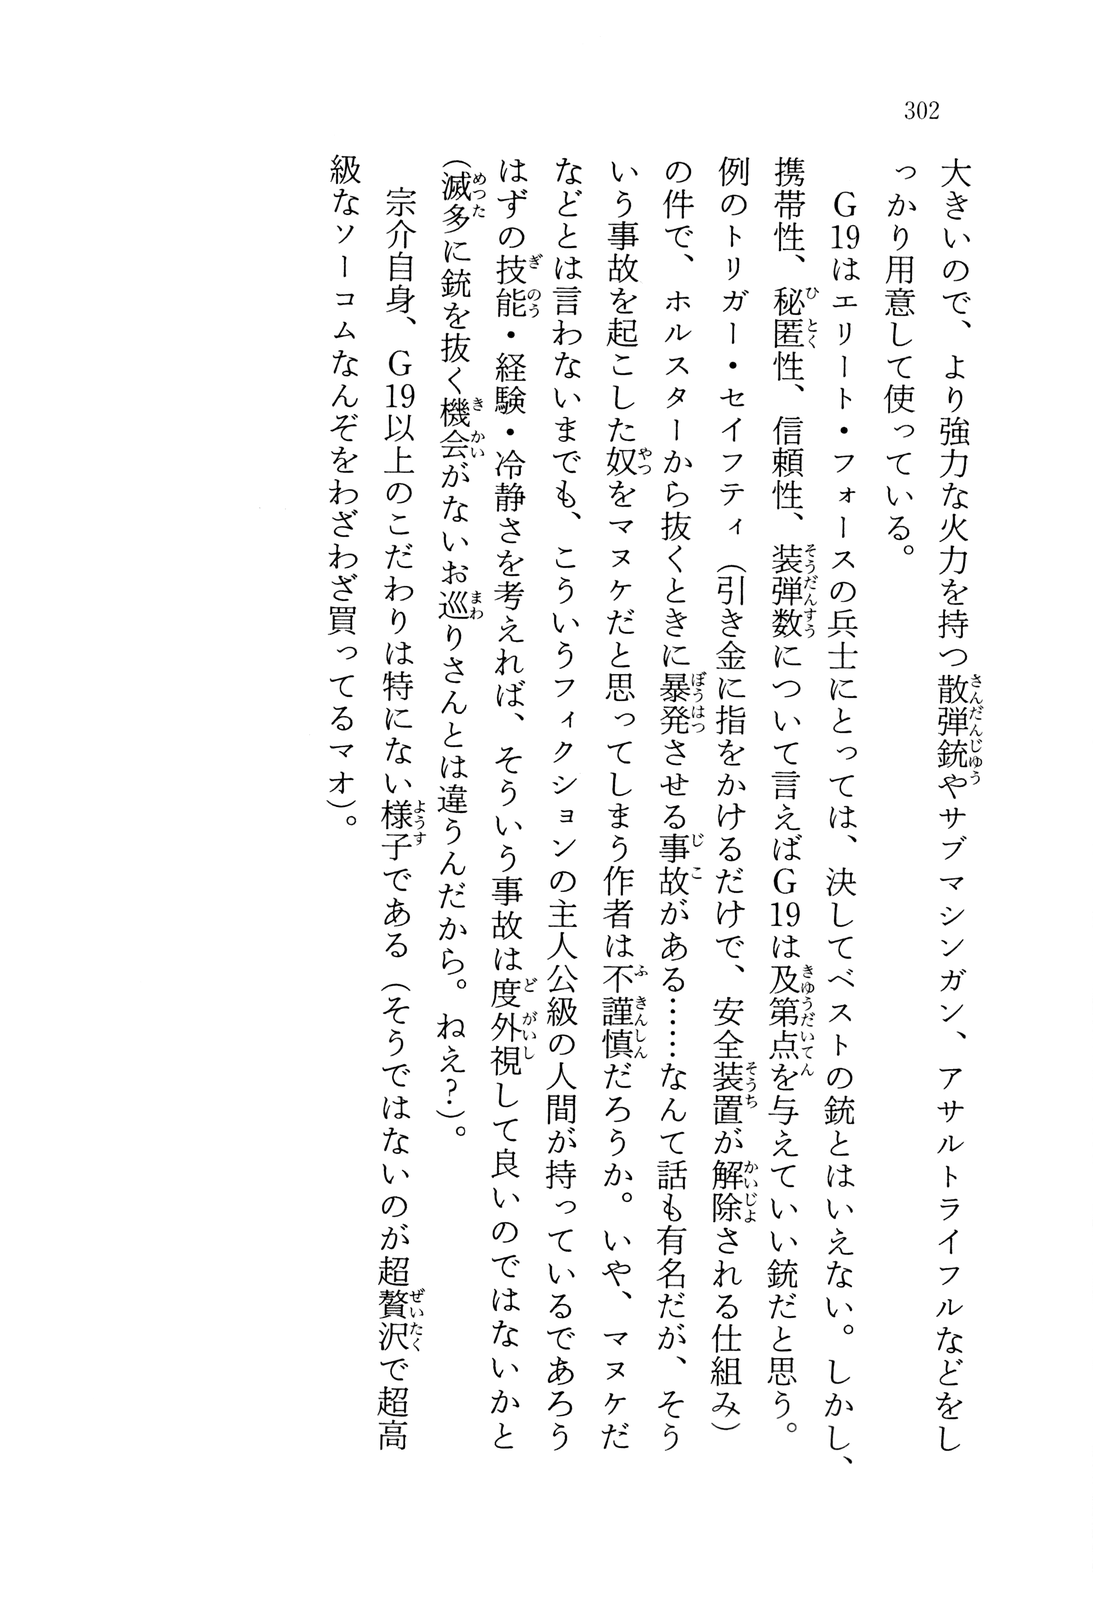 302
大きいので、より強力な火力を持つ散弾銃やサブマシンガン、アサルトライフルなどをし
っかり用意して使っている。
　G19はエリート・フォースの兵士にとっては、決してベストの銃とはいえない。しかし、
携帯性、秘匿性、信頼性、装弾数について言えばG19は及第点を与えていい銃だと思う。
例のトリガー・セイフティ（引き金に指をかけるだけで、安全装置が解除される仕組み）
の件で、ホルスターから抜くときに暴発させる事故がある……なんて話も有名だが、そう
いう事故を起こした奴をマヌケだと思ってしまう作者は不謹慎だろうか。いや、マヌケだ
などとは言わないまでも、こういうフィクションの主人公級の人間が持っているであろう
はずの技能・経験・冷静さを考えれば、そういう事故は度外視して良いのではないかと
（滅多に銃を抜く機会がないお巡りさんとは違うんだから。ねえ？）。
　宗介自身、G19以上のこだわりは特にない様子である（そうではないのが超贅沢で超高
級なソーコムなんぞをわざわざ買ってるマオ）。